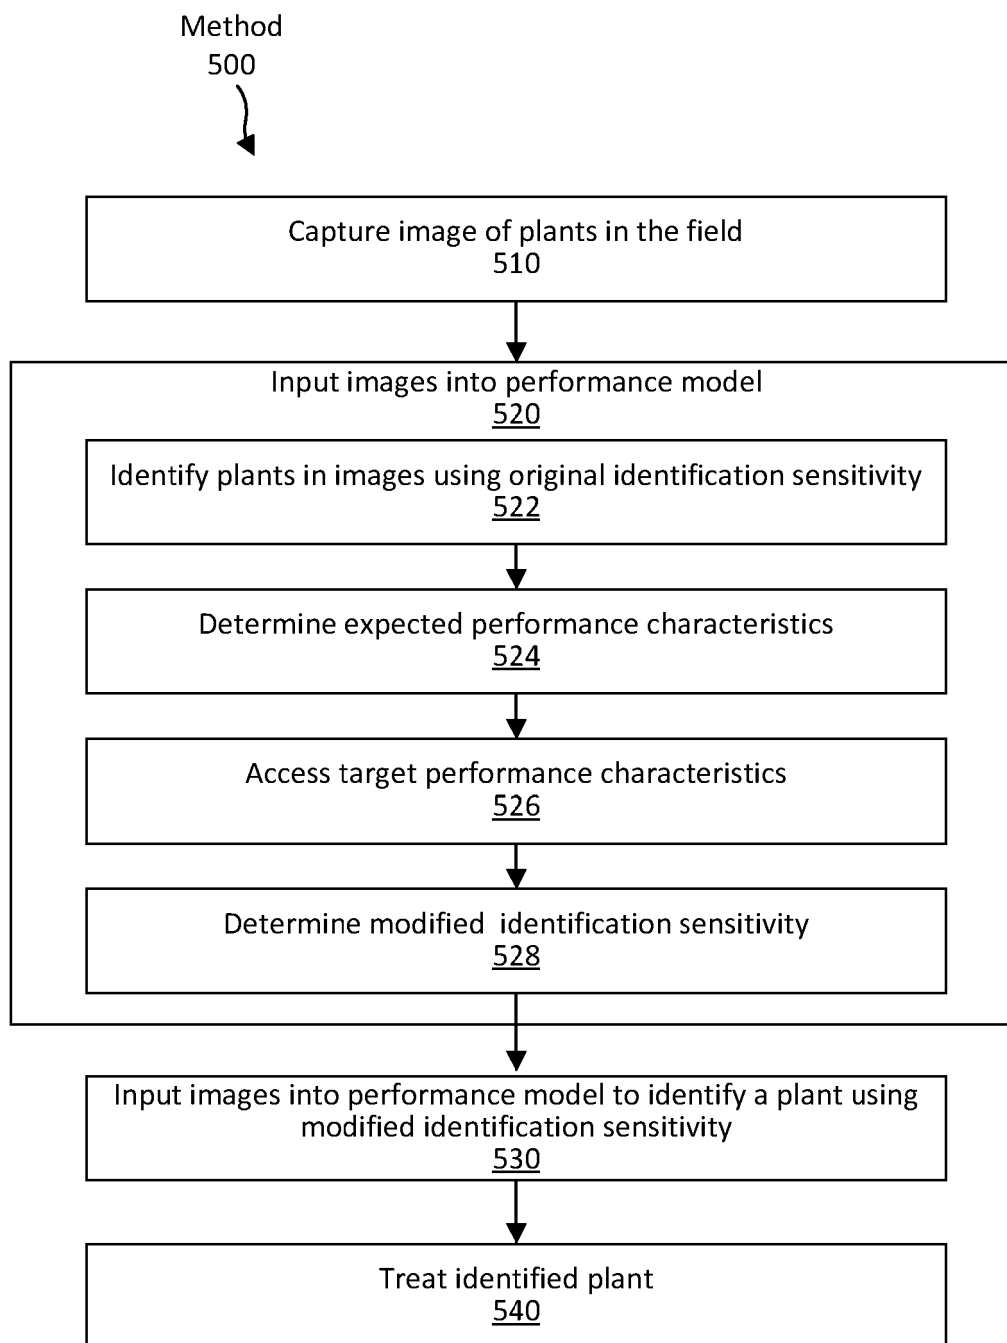 Method
500
Capture image of plants in the field
510
Input images into performance model
520
Identify plants in images using original identification sensitivity
522
Determine expected performance characteristics
524
Access target performance characteristics
526
Determine modified  identification sensitivity
528
Input images into performance model to identify a plant using
modified identification sensitivity
530
Treat identified plant
540